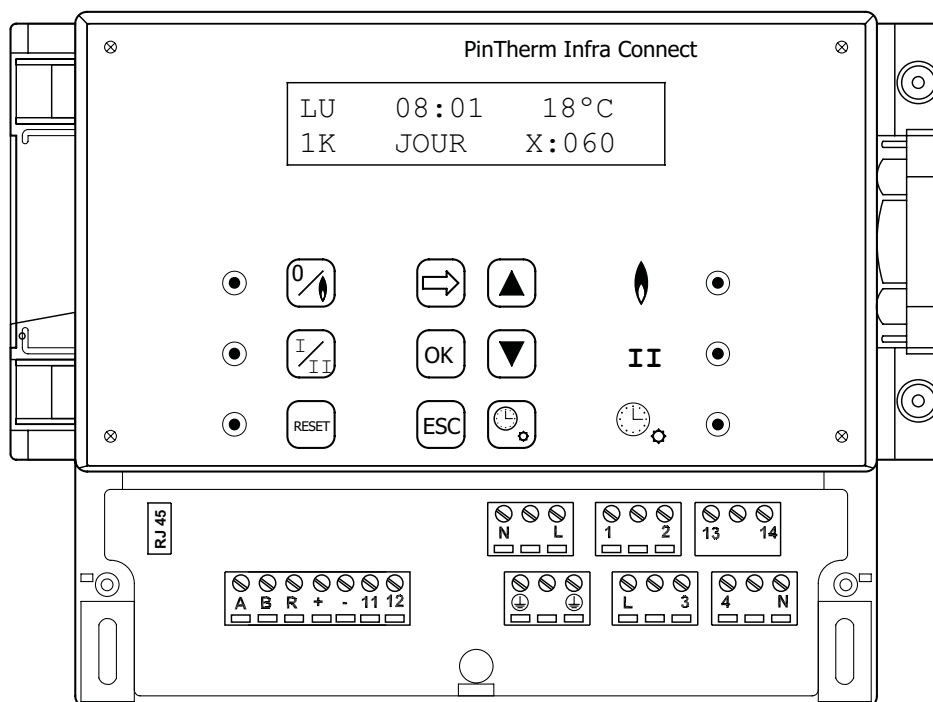 PinTherm Infra Connect
LU 08:01 18°C
1K JOUR X:060
0/
I/II
OK
II
RESET
ESC
RJ 45
N L 1 2 13 14
A B R + - 11 12
L 3 4 N